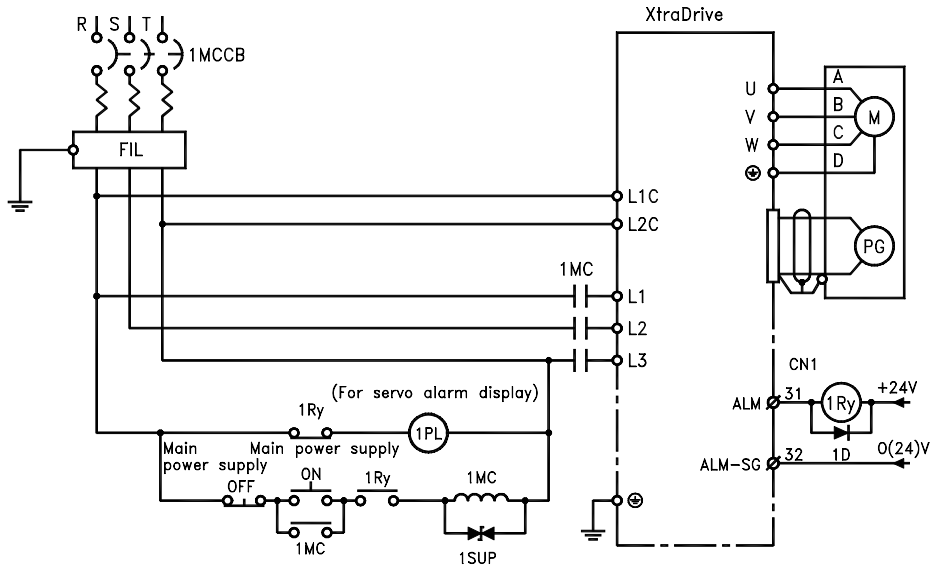 XtraDrive
R S T
1MCCB
FIL
U
V
W
A
B
C
D
M
PG
L1C
L2C
1MC
L1
L2
L3
(For servo alarm display)
1Ry
1PL
Main
power supply
OFF
Main power supply
ON
1Ry
1MC
1MC
1SUP
CN1
ALM
31
1Ry
+24V
1D
ALM-SG
32
0(24)V